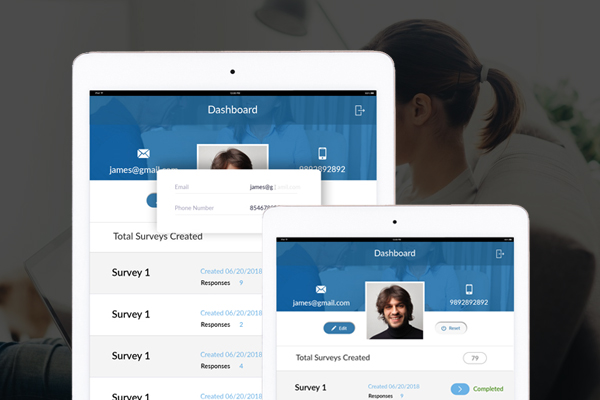 Dashboard
james@gmail.com
9892892892
Email james@g
Phone Number
Total Surveys Created
Survey 1
Created 06/20/2018
Responses 9
Survey 1
Created 06/20/2018
Responses 2
Survey 1
Created 06/20/2018
Responses 4
Survey 1
Created 06/20/2018
Responses
Dashboard
james@gmail.com
9892892892
Edit
Reset
Total Surveys Created
79
Survey 1
Created 06/20/2018
Completed
Responses 9